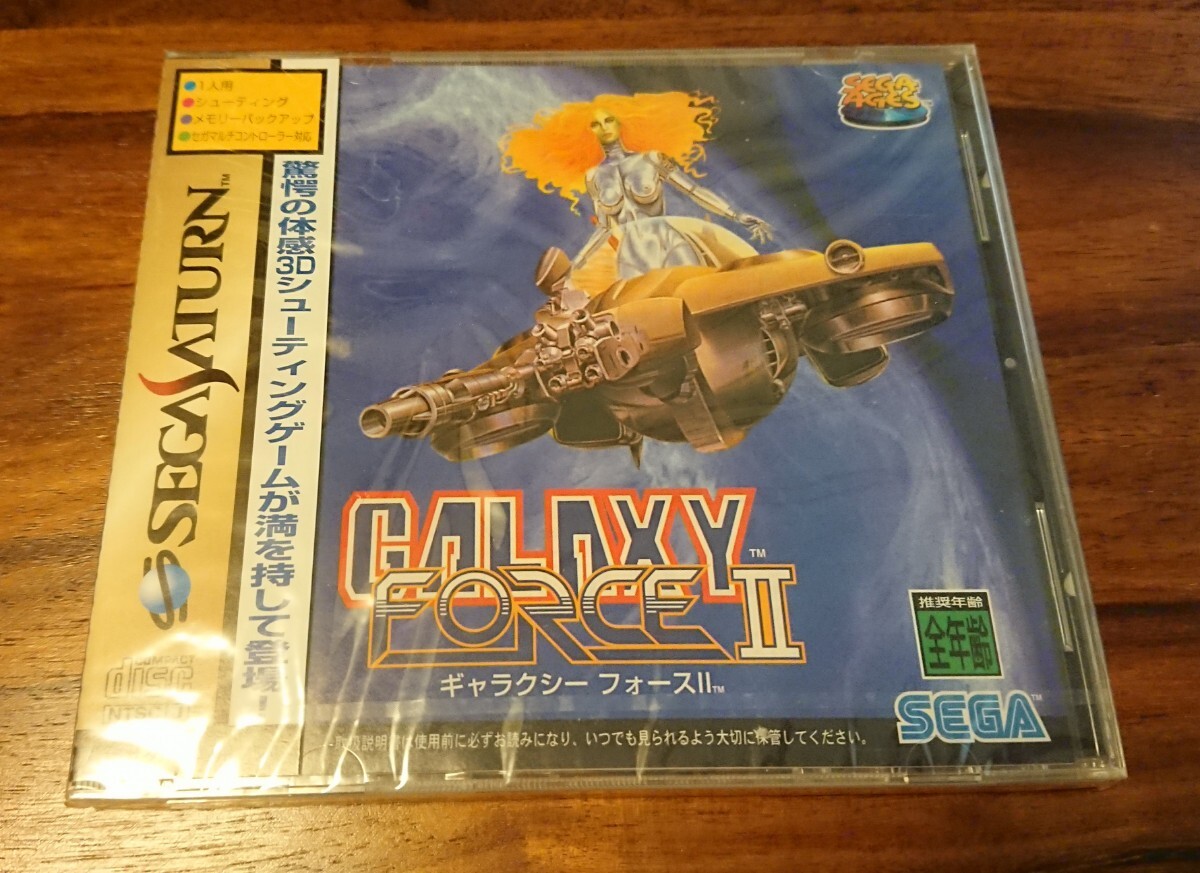 ●1人用
●シューティング
●メモリーバックアップ
●セガマルチコントローラー対応
SEGA SATURN™
COMPACT
disc
驚愕の体感3Dシューティングゲームが満を持して登場!
SEGA
AGES™
GALAXY™
FORCE II
ギャラクシー フォースII™
推奨年齢
全年齢
SEGA™
取扱説明書は使用前に必ずお読みになり、いつでも見られるよう大切に保管してください。